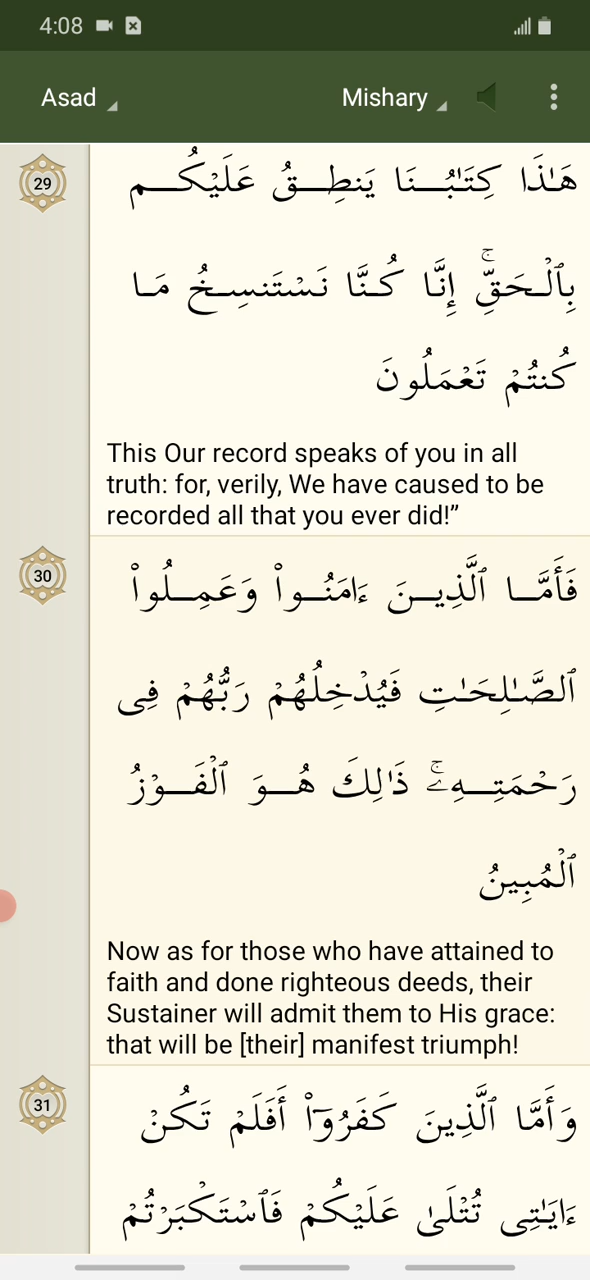 4:08
Asad
Mishary
29
هَـٰذَا كِتَـٰبُنَا يَنطِقُ عَلَيْكُم
بِٱلْحَقِّ ۚ إِنَّا كُنَّا نَسْتَنسِخُ مَا
كُنتُمْ تَعْمَلُونَ
This Our record speaks of you in all
truth: for, verily, We have caused to be
recorded all that you ever did!”
30
فَأَمَّا ٱلَّذِينَ ءَامَنُوا۟ وَعَمِلُوا۟
ٱلصَّـٰلِحَـٰتِ فَيُدْخِلُهُمْ رَبُّهُمْ فِى
رَحْمَتِهِۦ ۚ ذَٰلِكَ هُوَ ٱلْفَوْزُ
ٱلْمُبِينُ
Now as for those who have attained to
faith and done righteous deeds, their
Sustainer will admit them to His grace:
that will be [their] manifest triumph!
31
وَأَمَّا ٱلَّذِينَ كَفَرُوٓا۟ أَفَلَمْ تَكُنْ
ءَايَـٰتِى تُتْلَىٰ عَلَيْكُمْ فَٱسْتَكْبَرْتُمْ